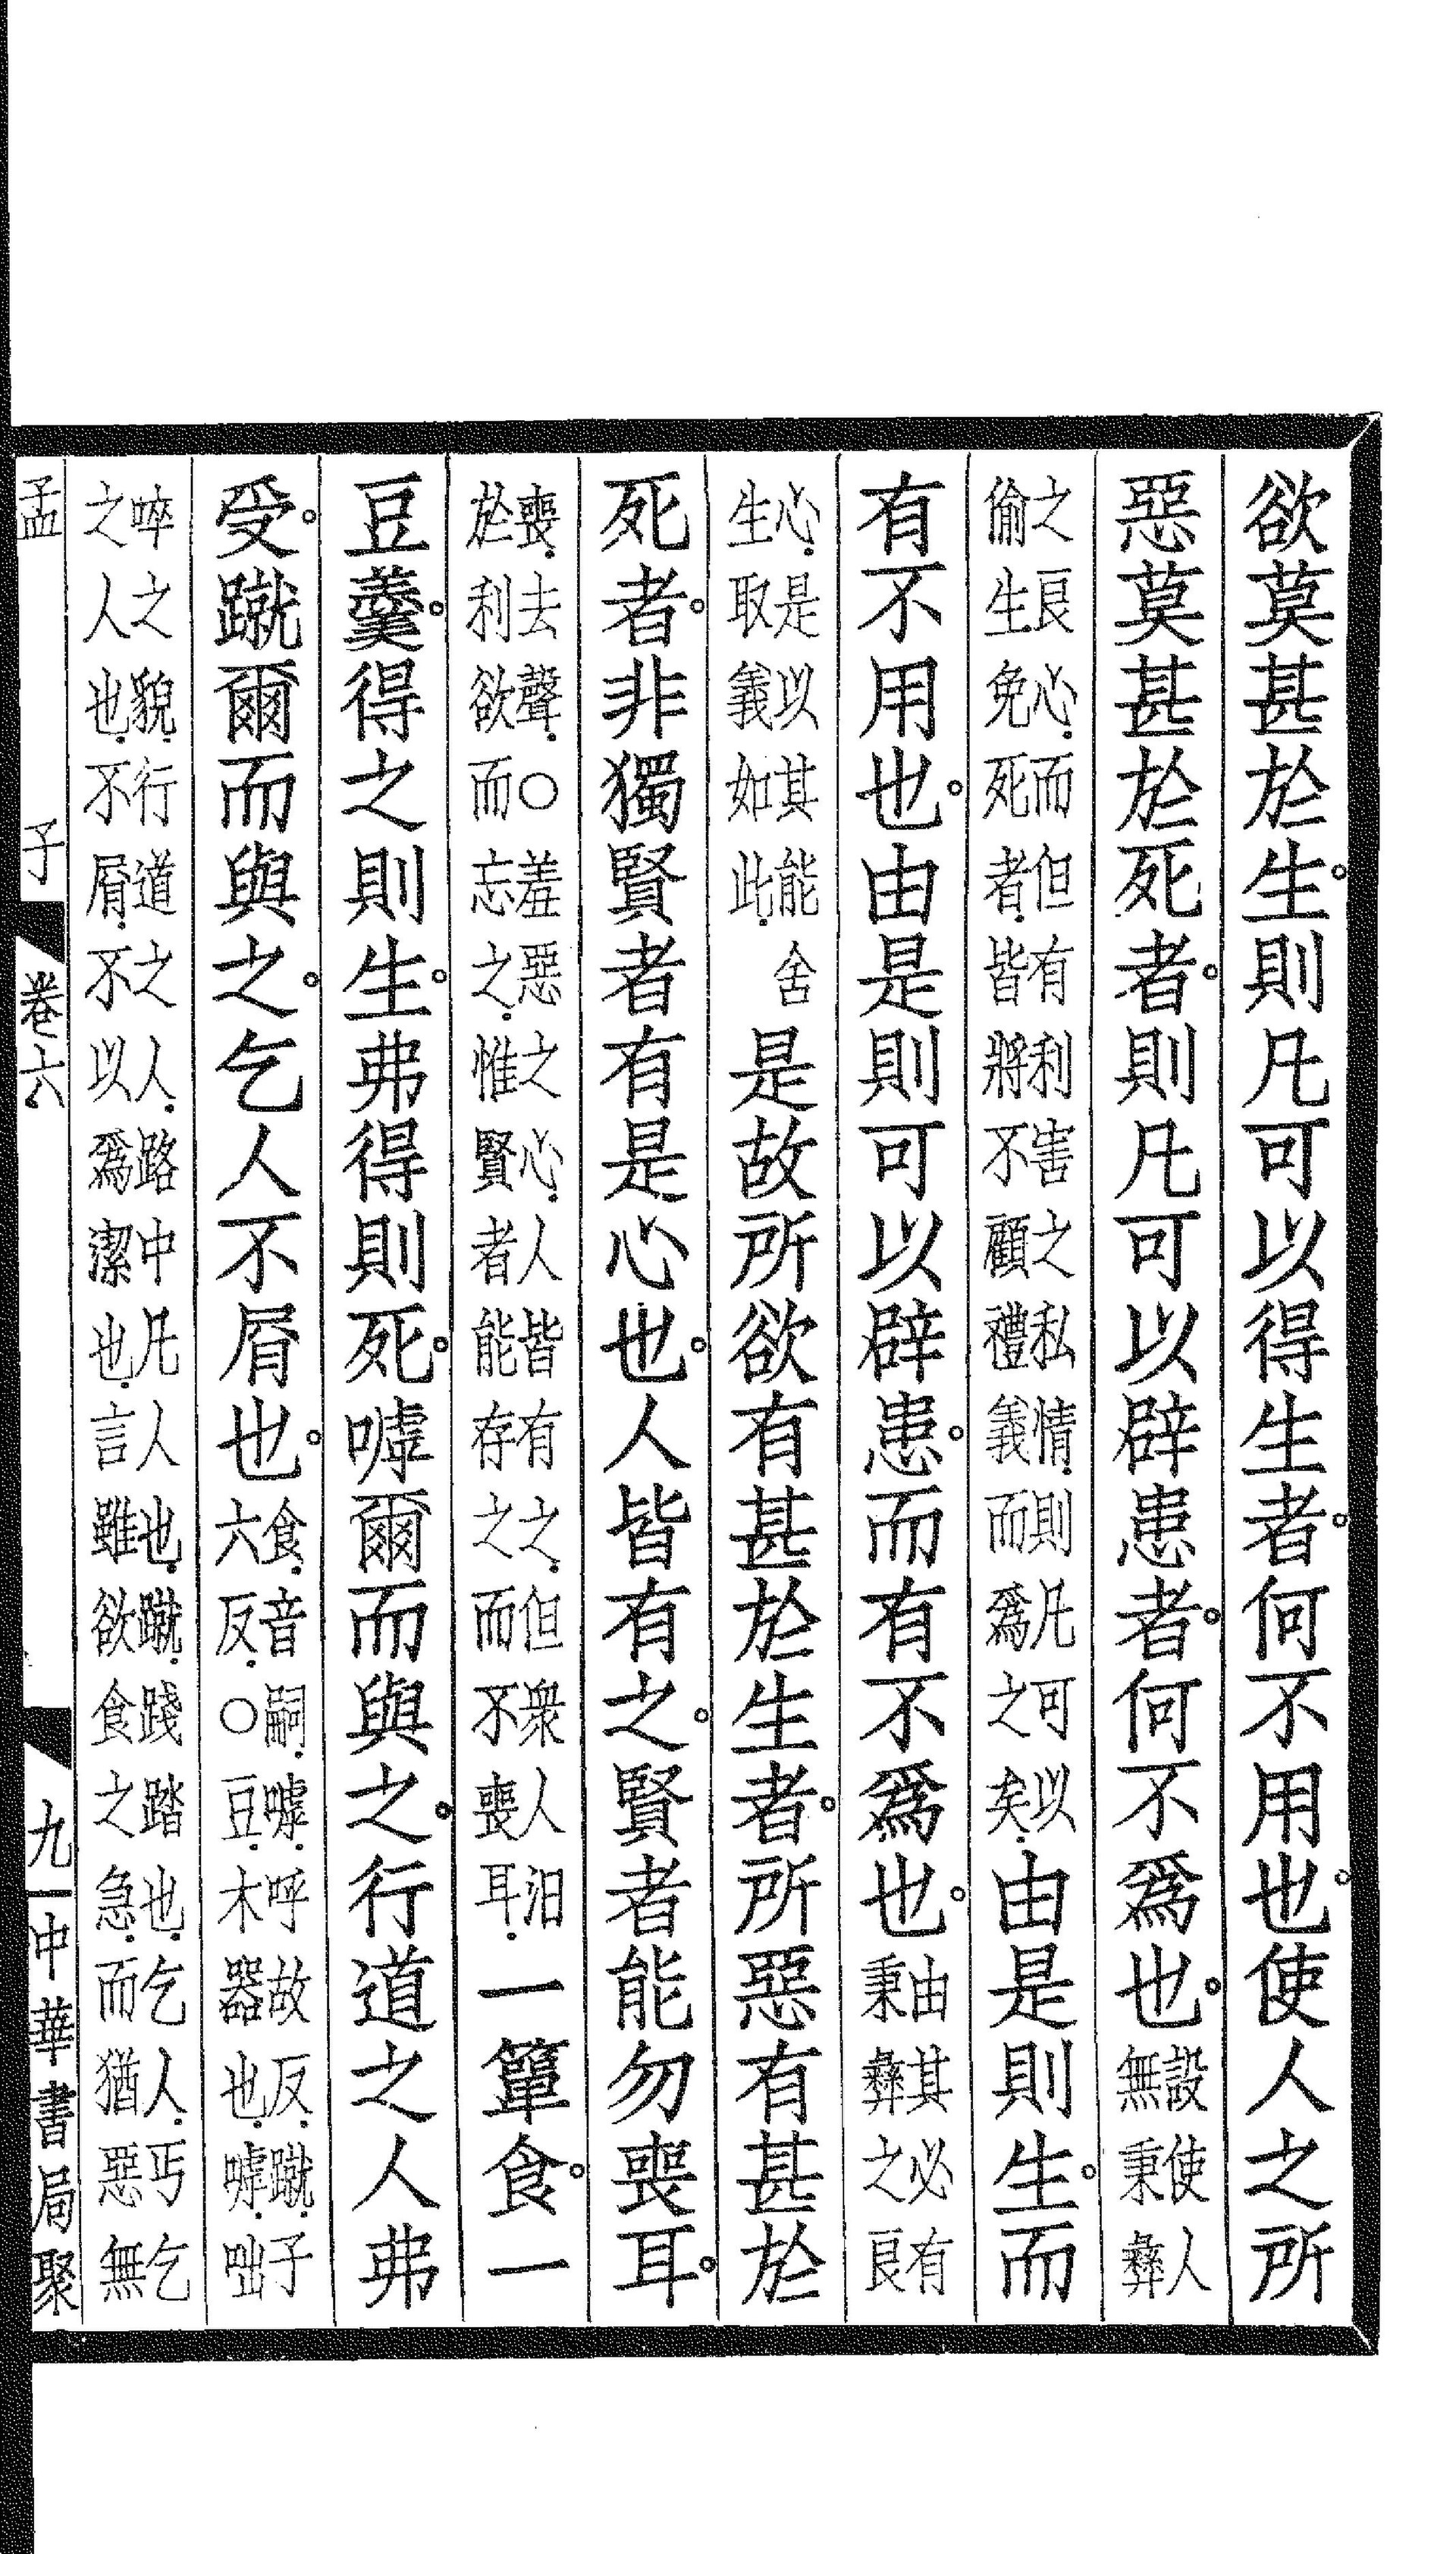 欲莫甚於生。則凡可以得生者。何不用也。使人之所
惡莫甚於死者。則凡可以辟患者。何不爲也。設使人無秉彝
之良心.而但有利害之私情.則凡可以偷生免死者.皆將不顧禮義而爲之矣.由是則生。而
有不用也。由是則可以辟患。而有不爲也。由其必有秉彝之良
心.是以其能舍生取義如此.是故所欲有甚於生者。所惡有甚於
死者。非獨賢者有是心也。人皆有之。賢者能勿喪耳。
喪.去聲.○羞惡之心.人皆有之.但衆人汨於利欲而忘之.惟賢者能存之而不喪耳.一簞食。一
豆羹。得之則生。弗得則死。嘑爾而與之。行道之人弗
受。蹴爾而與之。乞人不屑也。食.音嗣.嘑.呼故反.蹴.子六反.○豆.木器也.嘑.咄
啐之貌.行道之人.路中凡人也.蹴.踐踏也.乞人.丐乞之人也.不屑.不以爲潔也.言雖欲食之急.而猶惡無
孟子 卷六 九 中華書局聚